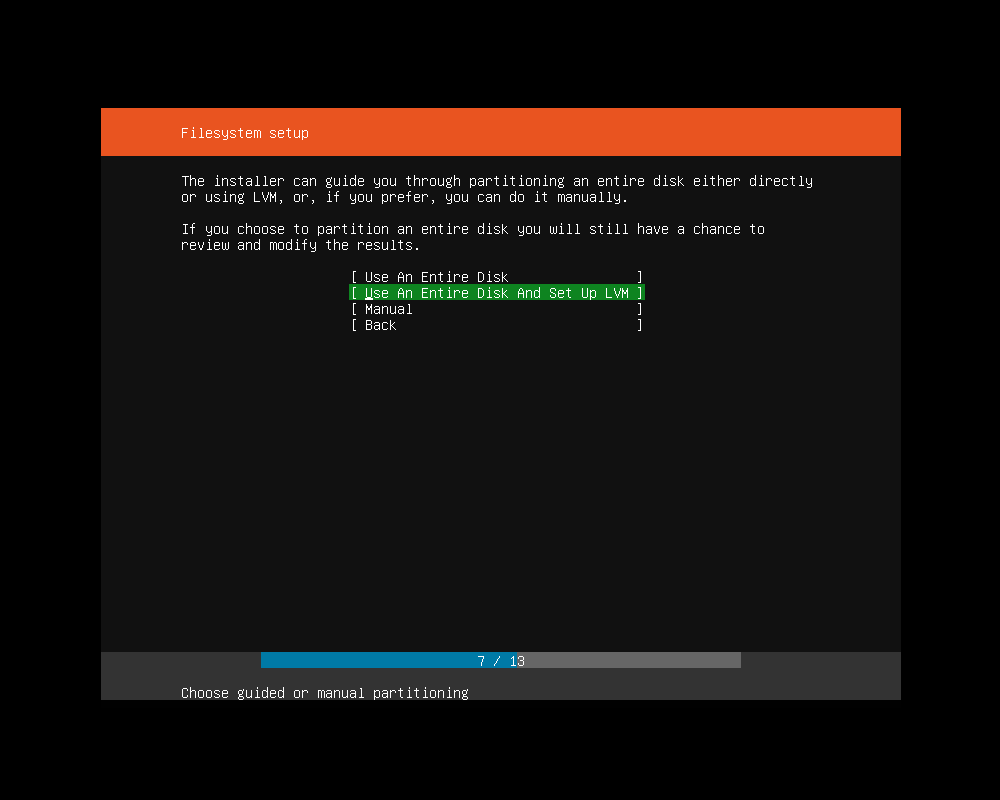 Filesystem setup
The installer can guide you through partitioning an entire disk either directly
or using LVM, or, if you prefer, you can do it manually.
If you choose to partition an entire disk you will still have a chance to
review and modify the results.
[ Use An Entire Disk ]
[ Use An Entire Disk And Set Up LVM ]
[ Manual ]
[ Back ]
7 / 13
Choose guided or manual partitioning